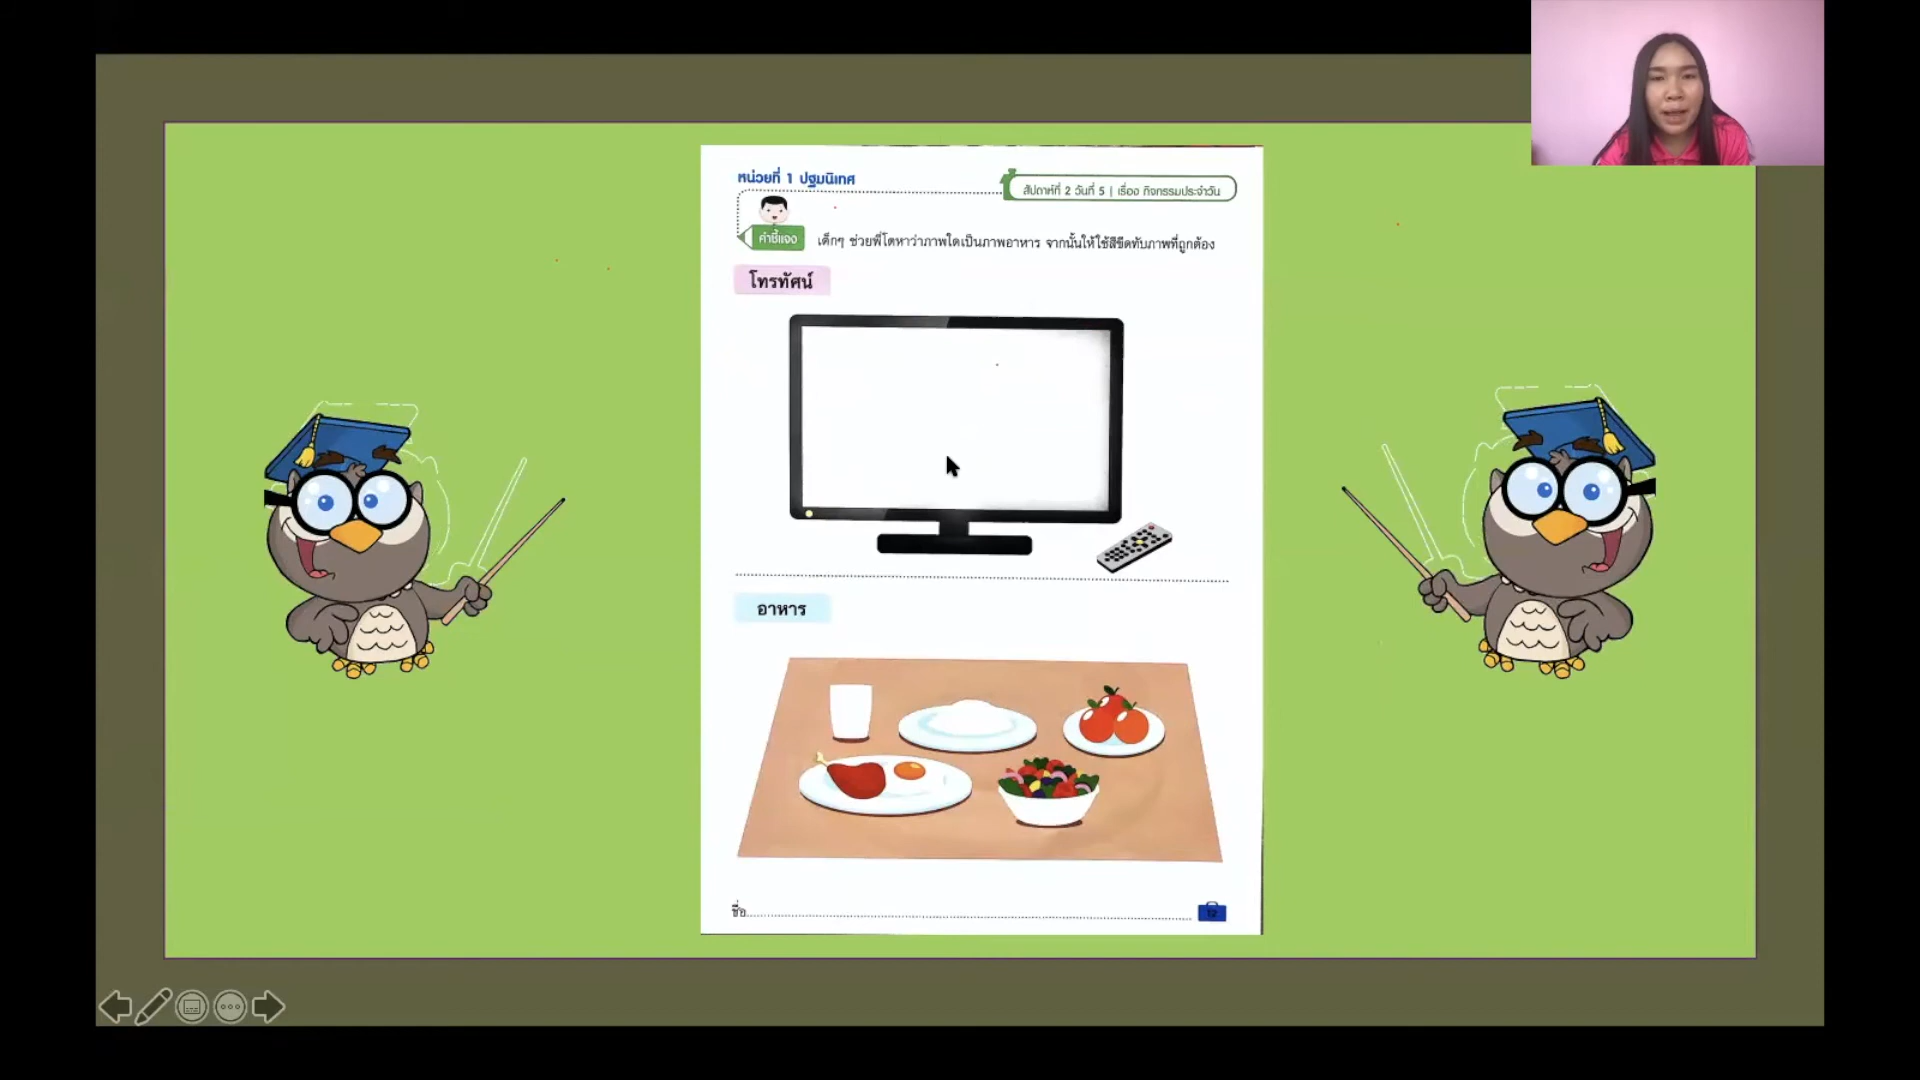 หน่วยที่ 1 ปฐมนิเทศ
สัปดาห์ที่ 2 วันที่ 5 | เรื่อง กิจกรรมประจำวัน
คำชี้แจง
เด็กๆ ช่วยพี่โตหาว่าภาพใดเป็นภาพอาหาร จากนั้นให้ใช้สีขีดทับภาพที่ถูกต้อง
โทรทัศน์
อาหาร
ชื่อ
12